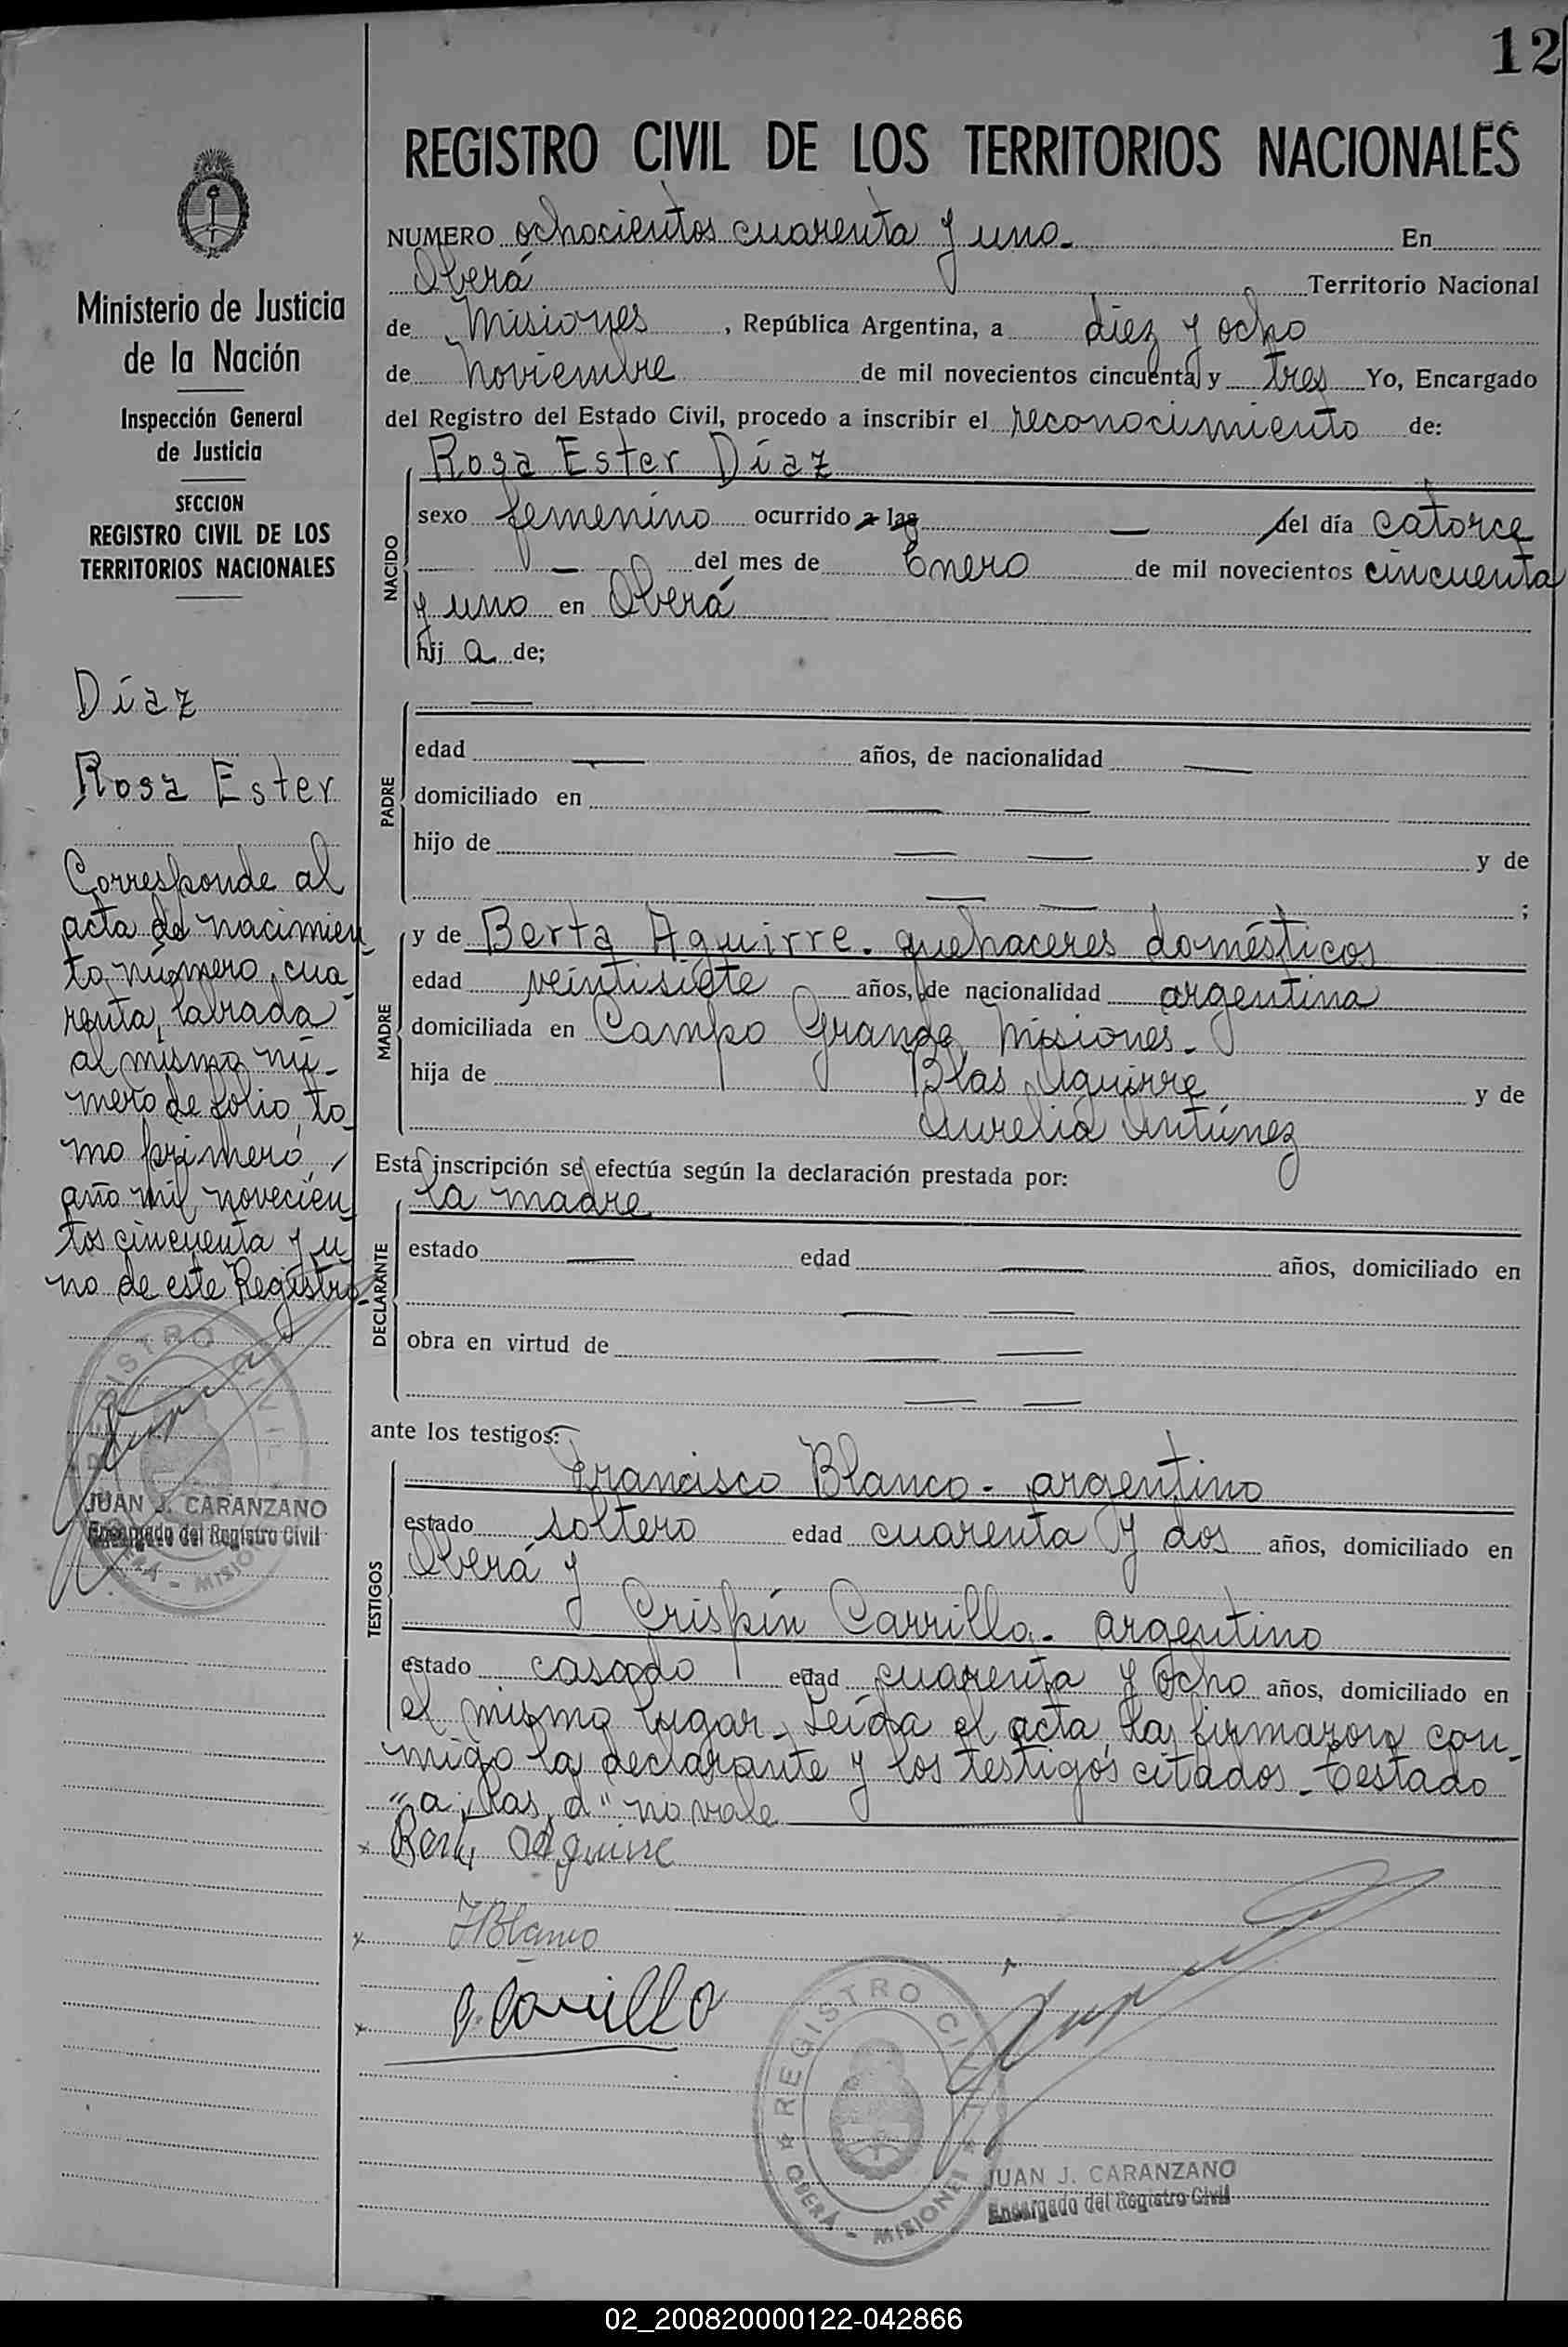 12
REGISTRO CIVIL DE LOS TERRITORIOS NACIONALES
Ministerio de Justicia
de la Nación
Inspección General
de Justicia
SECCION
REGISTRO CIVIL DE LOS
TERRITORIOS NACIONALES
Díaz
Rosa Ester
Corresponde al
acta de nacimien
to número cua
renta, labrada
al mismo nú-
mero de folio, to
mo primero,
año mil novecien
tos cincuenta y u
no de este Registro.
REGISTRO CIVIL
OBERÁ - MISIONES
JUAN J. CARANZANO
Encargado del Registro Civil
NUMERO ochocientos cuarenta y uno- En
Oberá Territorio Nacional
de Misiones, República Argentina, a diez y ocho
de Noviembre de mil novecientos cincuenta y tres Yo, Encargado
del Registro del Estado Civil, procedo a inscribir el reconocimiento de:
Rosa Ester Díaz
NACIDO
sexo femenino ocurrido a las — del día catorce
— del mes de Enero de mil novecientos cincuenta
y uno en Oberá
hij a de;
PADRE
—
edad — años, de nacionalidad —
domiciliado en — —
hijo de — — y de
— — ;
MADRE
y de Berta Aguirre. quehaceres domésticos
edad veintisiete años, de nacionalidad argentina
domiciliada en Campo Grande, Misiones-
hija de Blas Aguirre y de
Aurelia Antúnez
Esta inscripción se efectúa según la declaración prestada por:
DECLARANTE
la madre
estado — edad — años, domiciliado en
— —
obra en virtud de — —
— —
ante los testigos:
TESTIGOS
Francisco Blanco - argentino
estado soltero edad cuarenta y dos años, domiciliado en
Oberá y
Crispín Carrillo.- argentino
estado casado edad cuarenta y ocho años, domiciliado en
el mismo lugar- Leída el acta, la firmaron con-
migo la declarante y los testigos citados- Testado
"a, las, d" no vale
x Berta Aguirre
x FBlanco
x C. Carrillo
REGISTRO CIVIL
OBERÁ - MISIONES
JUAN J. CARANZANO
Encargado del Registro Civil
02_200820000122-042866